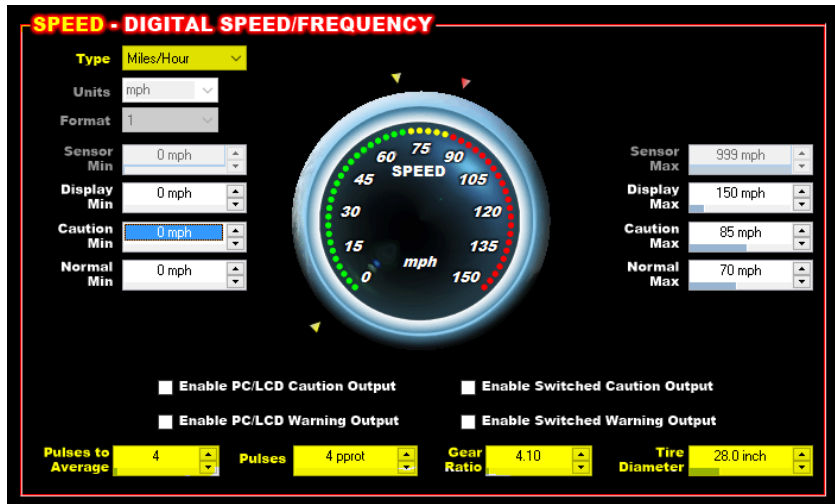 SPEED - DIGITAL SPEED/FREQUENCY
Type Miles/Hour
Units mph
Format 1
Sensor Min 0 mph
Display Min 0 mph
Caution Min 0 mph
Normal Min 0 mph
60 75 90
SPEED
45 105
30 120
15 135
mph
0 150
Sensor Max 999 mph
Display Max 150 mph
Caution Max 85 mph
Normal Max 70 mph
Enable PC/LCD Caution Output Enable Switched Caution Output
Enable PC/LCD Warning Output Enable Switched Warning Output
Pulses to Average 4 Pulses 4 pprot Gear Ratio 4.10 Tire Diameter 28.0 inch